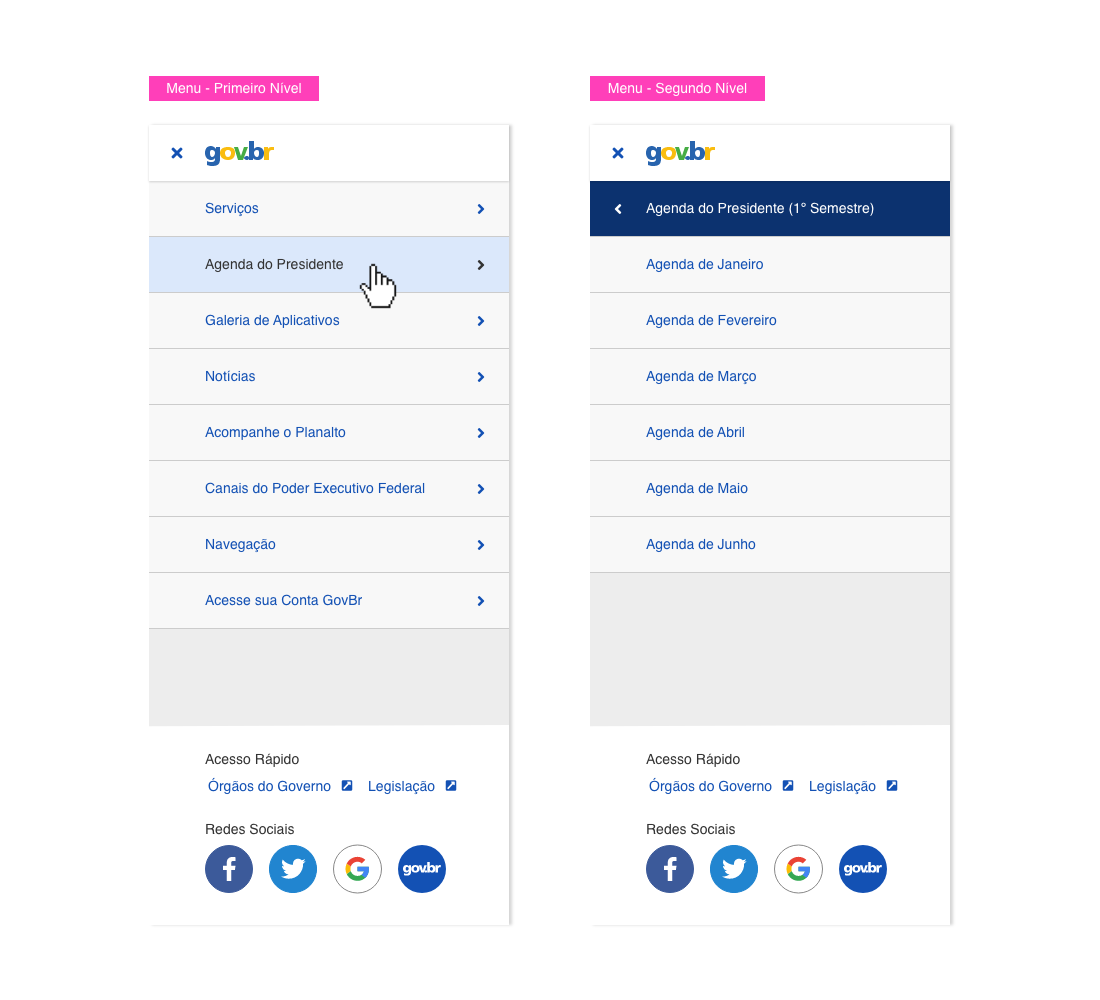 Menu - Primeiro Nível
gov.br
Serviços
Agenda do Presidente
Galeria de Aplicativos
Notícias
Acompanhe o Planalto
Canais do Poder Executivo Federal
Navegação
Acesse sua Conta GovBr
Acesso Rápido
Órgãos do Governo Legislação
Redes Sociais
gov.br
Menu - Segundo Nível
gov.br
Agenda do Presidente (1° Semestre)
Agenda de Janeiro
Agenda de Fevereiro
Agenda de Março
Agenda de Abril
Agenda de Maio
Agenda de Junho
Acesso Rápido
Órgãos do Governo Legislação
Redes Sociais
gov.br